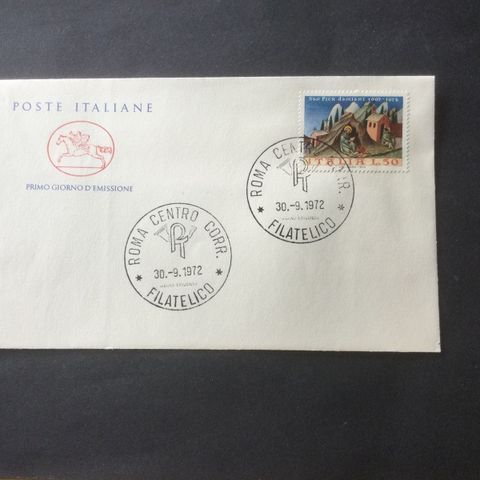 POSTE ITALIANE
PRIMO GIORNO D'EMISSIONE
San Pier Damiani 1007-1072
ITALIA L.50
ROMA CENTRO CORR.
30.-9.1972
FILATELICO
ROMA CENTRO CORR.
30.-9.1972
FILATELICO